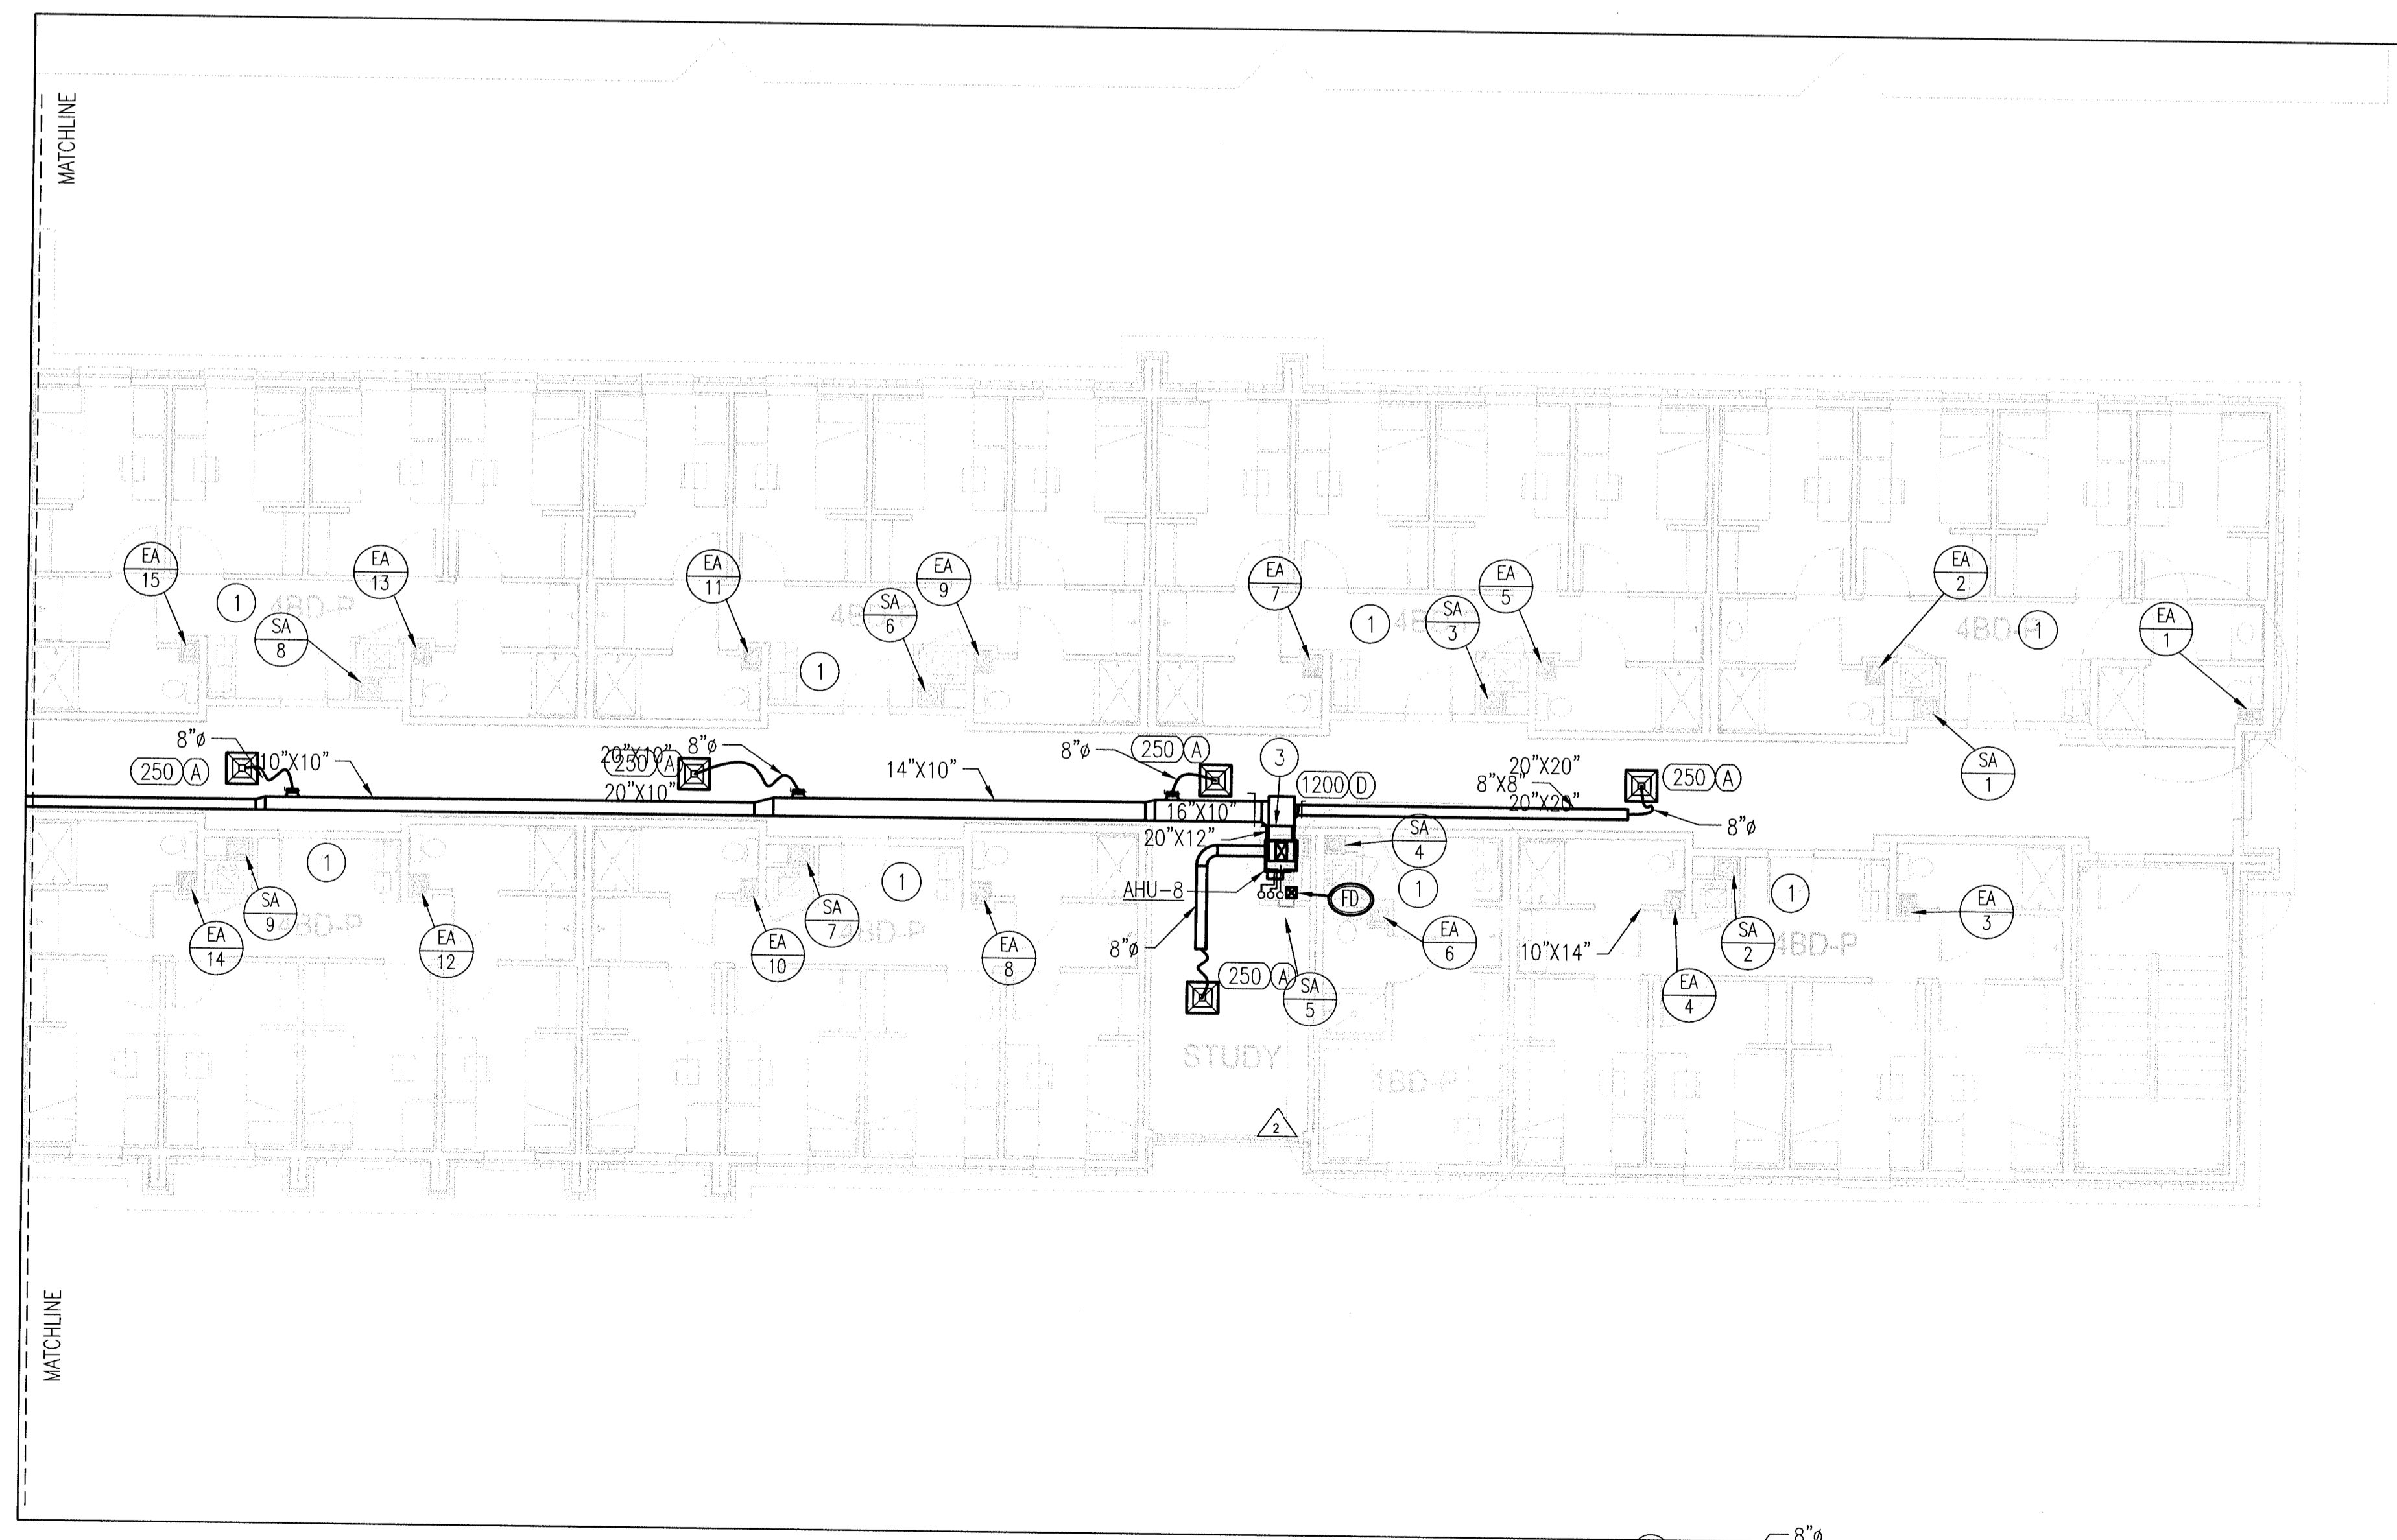 MATCHLINE
EA
15
EA
13
EA
11
EA
9
EA
7
EA
5
EA
2
EA
1
1
4BD-P
SA
8
4BD-P
SA
6
1
1
4BD-P
SA
3
4BD-P
1
SA
1
8"ø
250 A
10"X10"
20"X10"
250 A
8"ø
20"X10"
14"X10"
8"ø
250 A
3
16"X10"
1200 D
20"X20"
8"X8"
20"X20"
250 A
8"ø
20"X12"
SA
4
AHU-8
FD
1
1
1
1
SA
9
4BD-P
EA
14
EA
12
SA
7
4BD-P
EA
10
EA
8
8"ø
250 A
SA
5
EA
6
10"X14"
SA
2
4BD-P
EA
4
EA
3
STUDY
4BD-P
2
MATCHLINE
8"ø